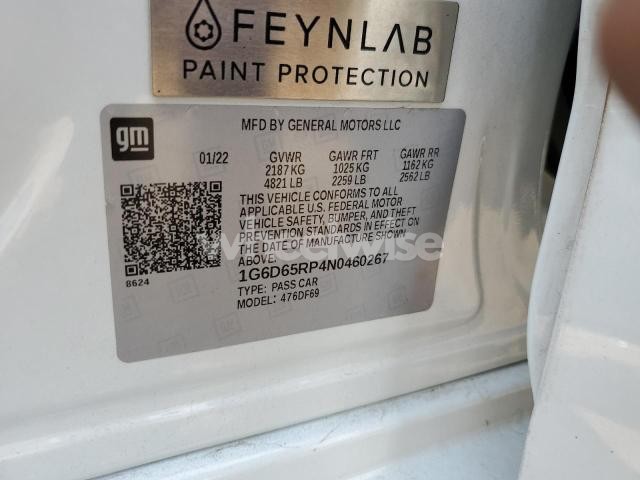 FEYNLAB
PAINT PROTECTION
gm
MFD BY GENERAL MOTORS LLC
01/22 GVWR GAWR FRT GAWR RR
2187 KG 1025 KG 1162 KG
4821 LB 2259 LB 2562 LB
THIS VEHICLE CONFORMS TO ALL
APPLICABLE U.S. FEDERAL MOTOR
VEHICLE SAFETY, BUMPER, AND THEFT
PREVENTION STANDARDS IN EFFECT ON
THE DATE OF MANUFACTURE SHOWN
ABOVE.
1G6D65RP4N0460267
TYPE: PASS CAR
MODEL: 476DF69
8624